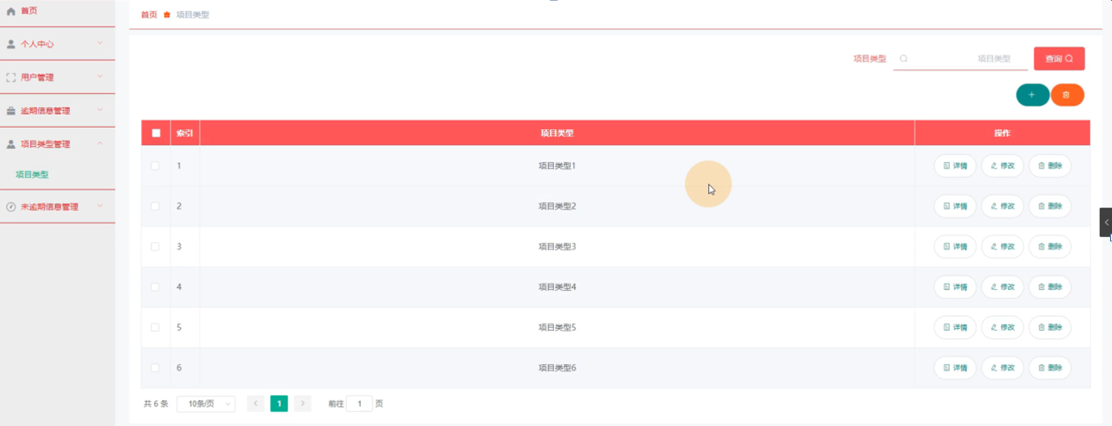 首页
个人中心
用户管理
逾期信息管理
项目类型管理
项目类型
未逾期信息管理
首页 项目类型
项目类型 项目类型 查询
索引 项目类型 操作
1 项目类型1 详情 修改 删除
2 项目类型2 详情 修改 删除
3 项目类型3 详情 修改 删除
4 项目类型4 详情 修改 删除
5 项目类型5 详情 修改 删除
6 项目类型6 详情 修改 删除
共 6 条 10条/页 1 前往 1 页